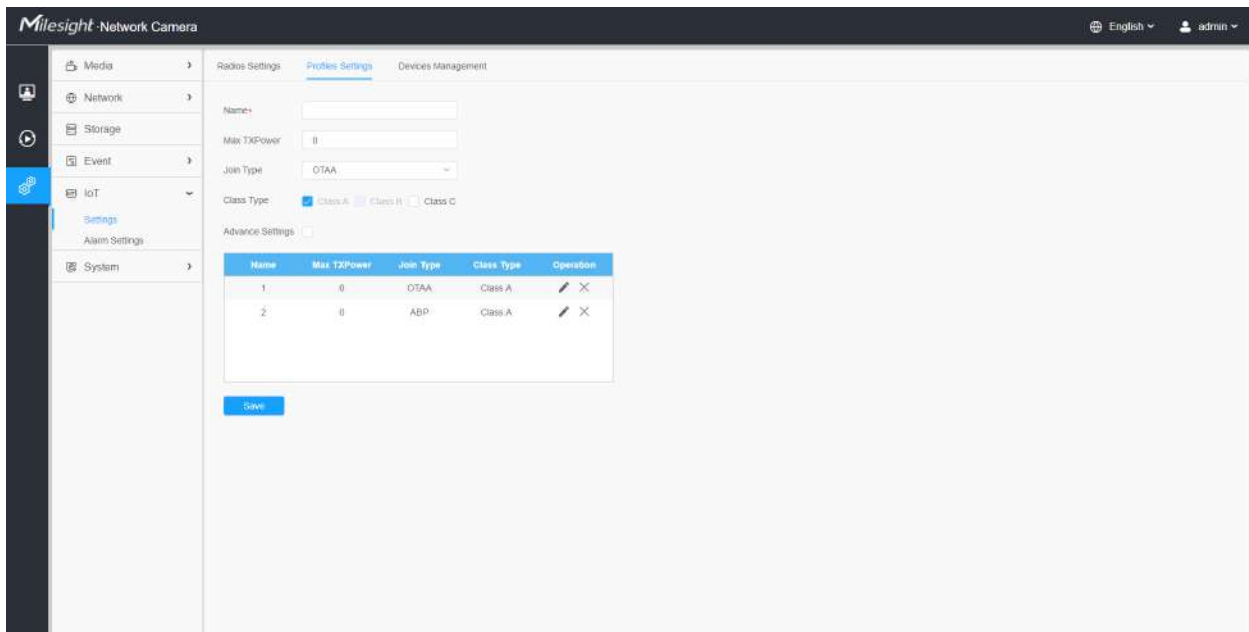 Milesight ·Network Camera
English
admin
Media
Network
Storage
Event
IoT
Settings
Alarm Settings
System
Radios Settings
Profiles Settings
Devices Management
Name*
Max TXPower 0
Join Type OTAA
Class Type Class A Class B Class C
Advance Settings
Name Max TXPower Join Type Class Type Operation
1 0 OTAA Class A
2 0 ABP Class A
Save